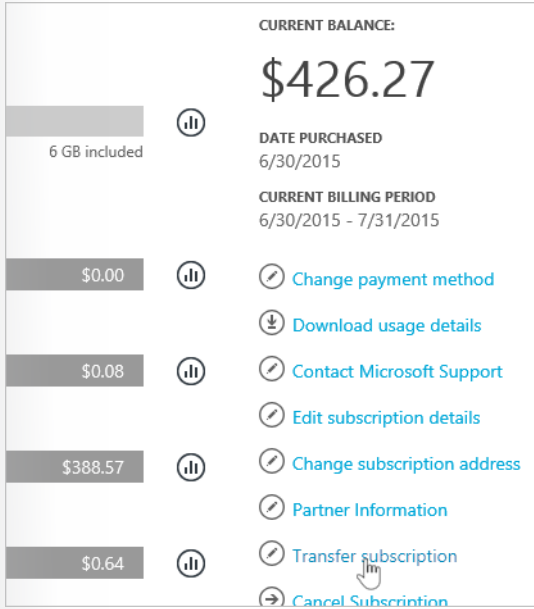 CURRENT BALANCE:
$426.27
6 GB included
DATE PURCHASED
6/30/2015
CURRENT BILLING PERIOD
6/30/2015 - 7/31/2015
$0.00
Change payment method
Download usage details
$0.08
Contact Microsoft Support
Edit subscription details
$388.57
Change subscription address
Partner Information
$0.64
Transfer subscription
Cancel Subscription